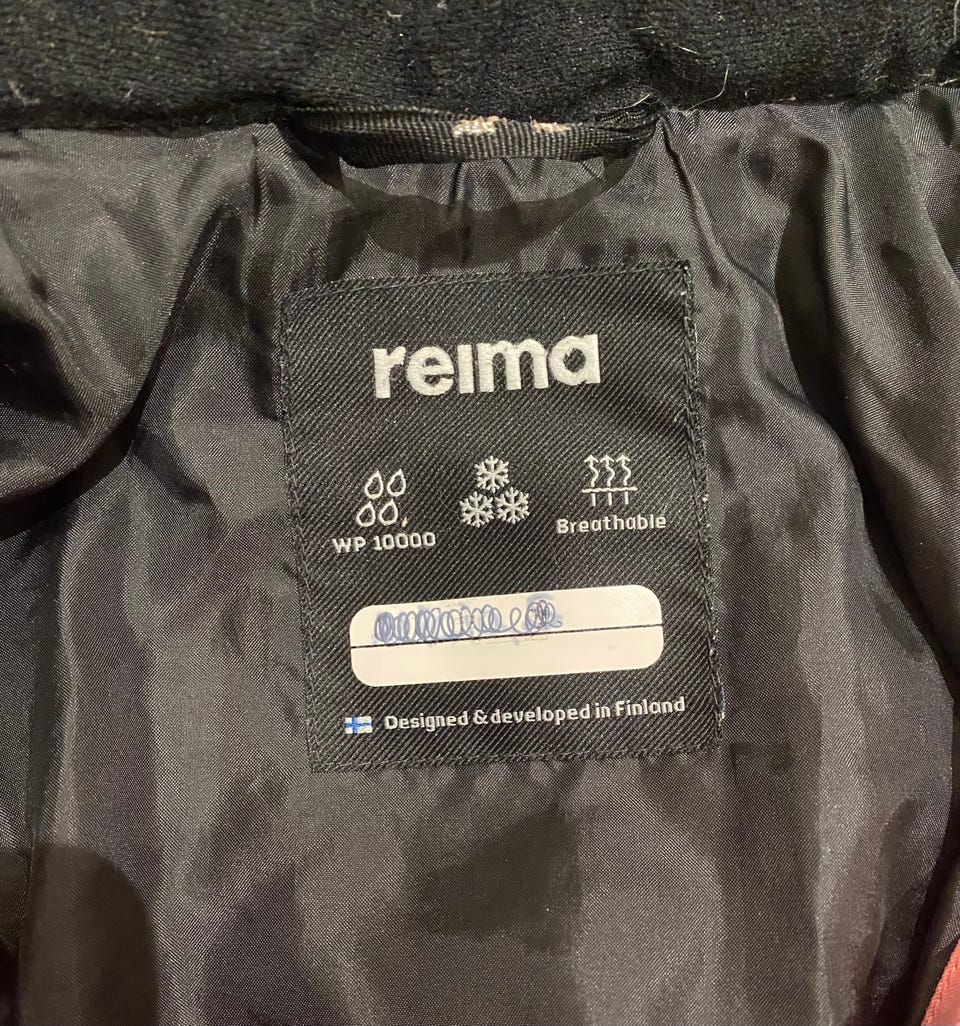 reima
WP 10000
Breathable
Designed & developed in Finland